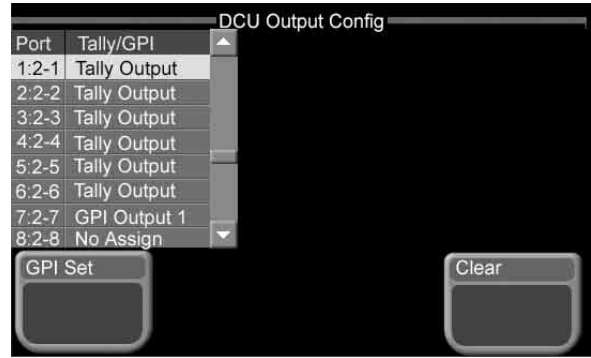 DCU Output Config
Port Tally/GPI
1:2-1 Tally Output
2:2-2 Tally Output
3:2-3 Tally Output
4:2-4 Tally Output
5:2-5 Tally Output
6:2-6 Tally Output
7:2-7 GPI Output 1
8:2-8 No Assign
GPI Set
Clear